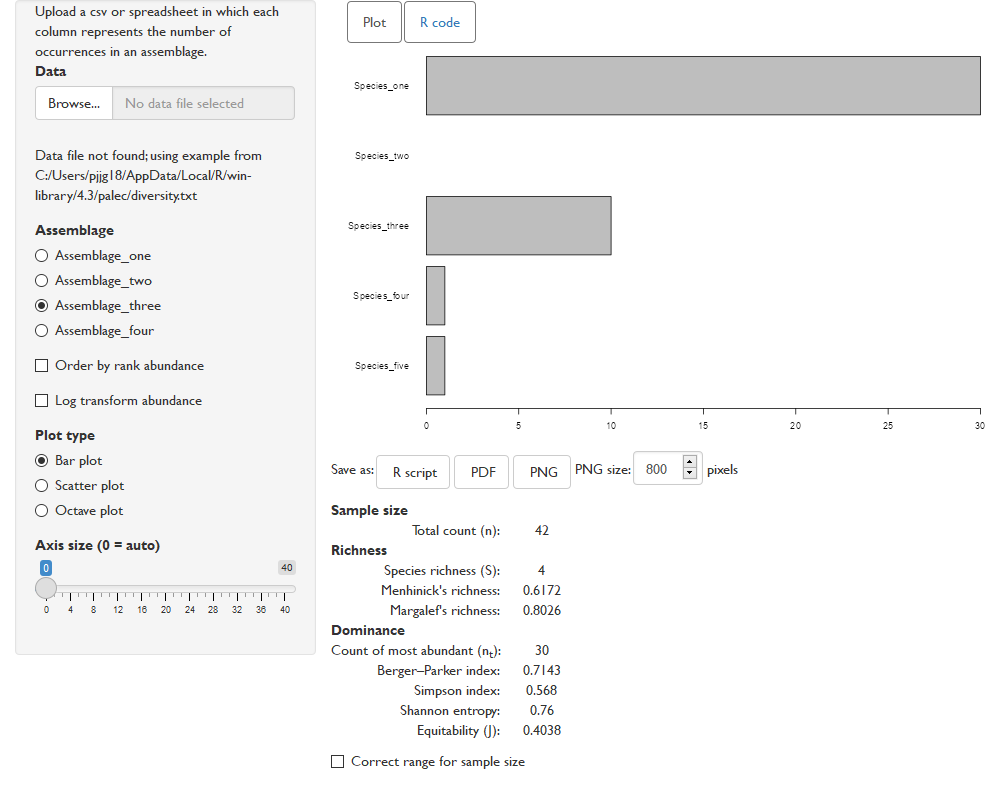 Upload a csv or spreadsheet in which each
column represents the number of
occurrences in an assemblage.
Data
Browse... No data file selected
Data file not found; using example from
C:/Users/pjjg18/AppData/Local/R/win-
library/4.3/palec/diversity.txt
Assemblage
Assemblage_one
Assemblage_two
Assemblage_three
Assemblage_four
Order by rank abundance
Log transform abundance
Plot type
Bar plot
Scatter plot
Octave plot
Axis size (0 = auto)
0 40
0 4 8 12 16 20 24 28 32 36 40
Plot R code
Species_one
Species_two
Species_three
Species_four
Species_five
0 5 10 15 20 25 30
Save as: R script PDF PNG PNG size: 800 pixels
Sample size
Total count (n): 42
Richness
Species richness (S): 4
Menhinick's richness: 0.6172
Margalef's richness: 0.8026
Dominance
Count of most abundant (nt): 30
Berger–Parker index: 0.7143
Simpson index: 0.568
Shannon entropy: 0.76
Equitability (J): 0.4038
Correct range for sample size